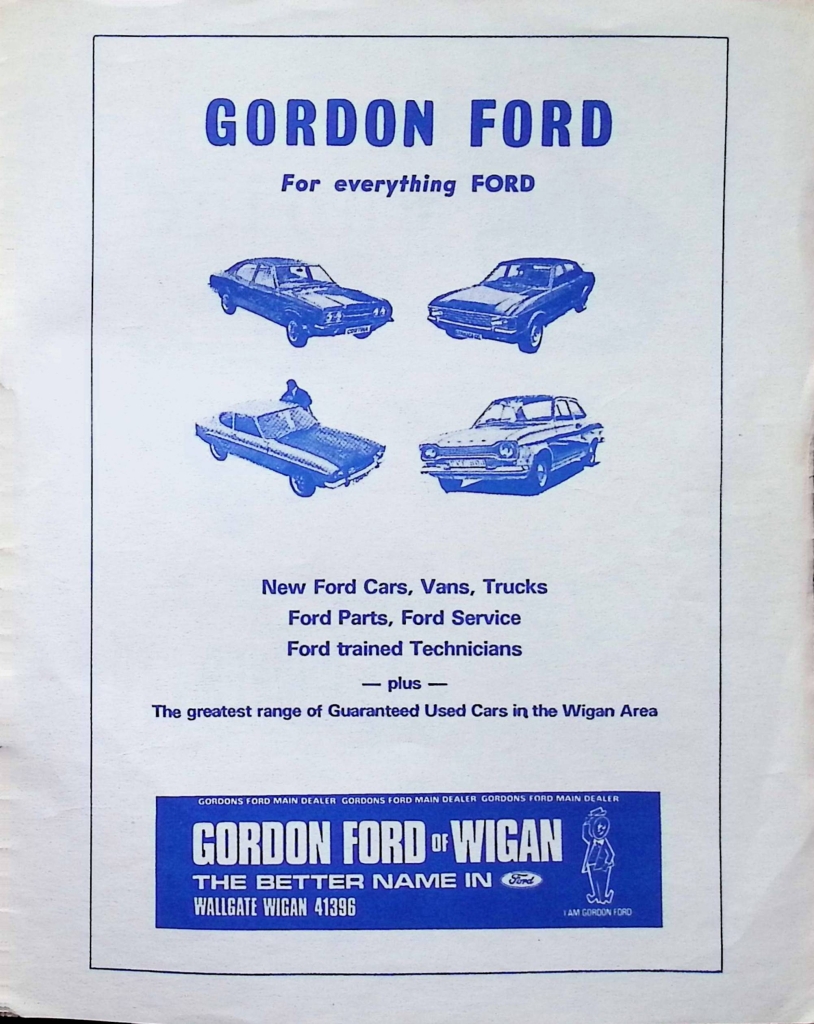 GORDON FORD
For everything FORD
CORTINA
New Ford Cars, Vans, Trucks
Ford Parts, Ford Service
Ford trained Technicians
— plus —
The greatest range of Guaranteed Used Cars in the Wigan Area
GORDONS FORD MAIN DEALER GORDONS FORD MAIN DEALER GORDONS FORD MAIN DEALER
GORDON FORD OF WIGAN
THE BETTER NAME IN Ford
WALLGATE WIGAN 41396
I AM GORDON FORD